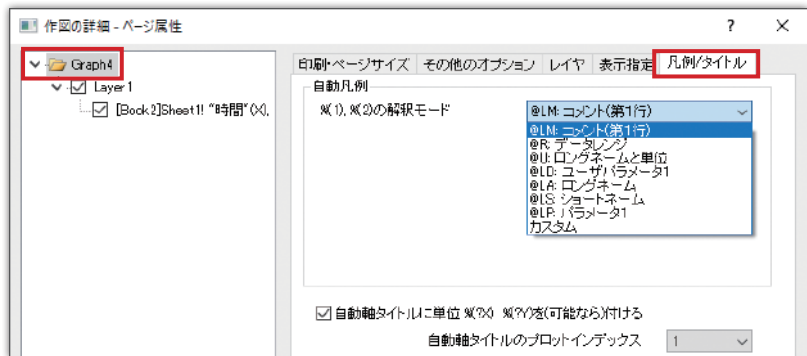 作図の詳細 - ページ属性
? ×
Graph4
Layer1
[Book2]Sheet1! "時間"(X),
印刷・ページサイズ その他のオプション レイヤ 表示指定 凡例/タイトル
自動凡例
%(1), %(2)の解釈モード
@LM: コメント(第1行)
@LM: コメント(第1行)
@R: データレンジ
@U: ロングネームと単位
@LD: ユーザパラメータ1
@LA: ロングネーム
@LS: ショートネーム
@LP: パラメータ1
カスタム
自動軸タイトルに単位 %(?X) %(?Y)を(可能なら)付ける
自動軸タイトルのプロットインデックス 1